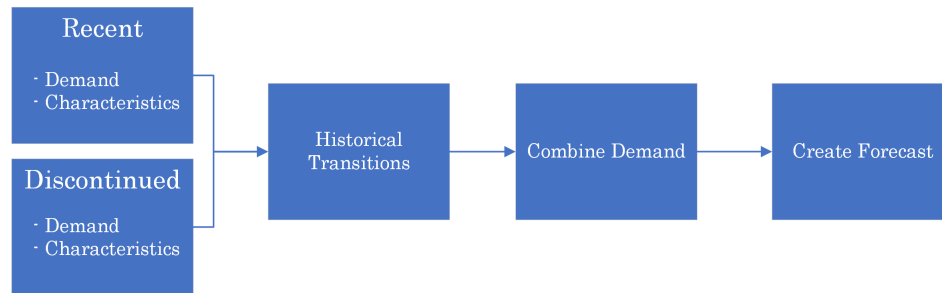 Recent
- Demand
- Characteristics
Discontinued
- Demand
- Characteristics
Historical
Transitions
Combine Demand
Create Forecast